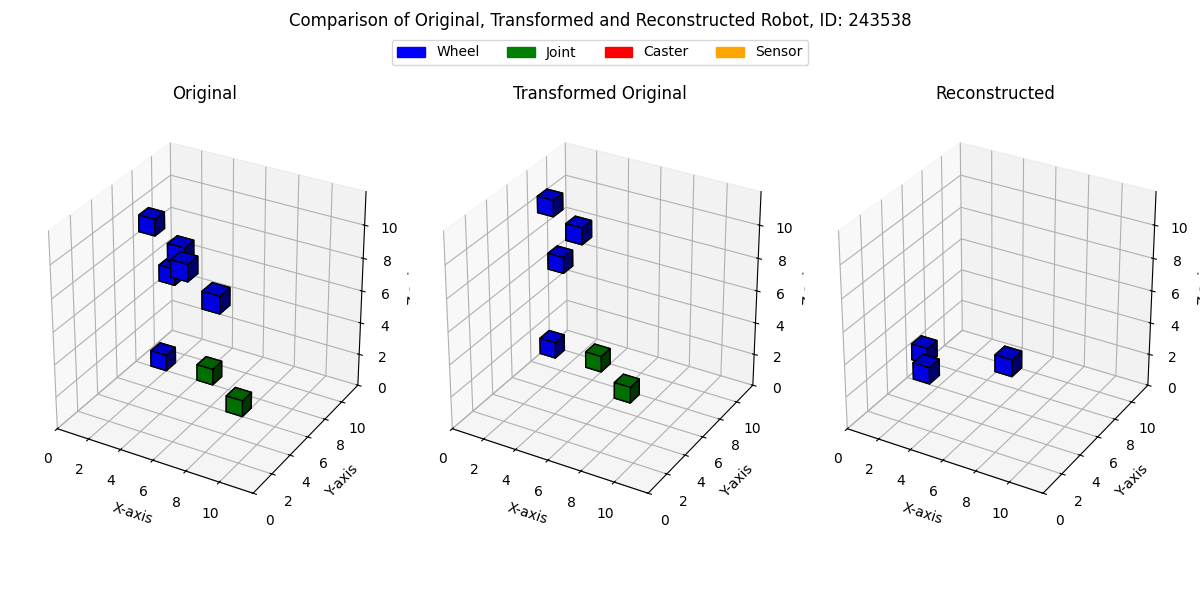 Comparison of Original, Transformed and Reconstructed Robot, ID: 243538
Wheel Joint Caster Sensor
Original Transformed Original Reconstructed
10
8
6
4
2
0
0 2 4 6 8 10
X-axis
0 2 4 6 8 10
Y-axis
10
8
6
4
2
0
0 2 4 6 8 10
X-axis
0 2 4 6 8 10
Y-axis
10
8
6
4
2
0
0 2 4 6 8 10
X-axis
0 2 4 6 8 10
Y-axis